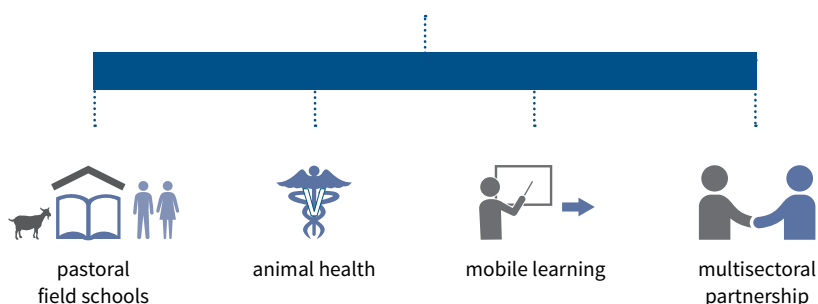 pastoral
field schools
animal health
mobile learning
multisectoral
partnership